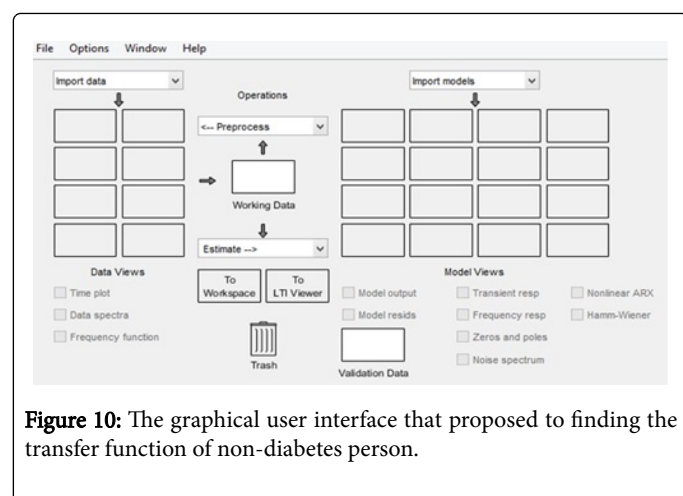 File Options Window Help
Import data
Import models
Operations
<-- Preprocess
Working Data
Estimate -->
Data Views
Time plot
Data spectra
Frequency function
To Workspace
To LTI Viewer
Trash
Model Views
Model output
Model resids
Transient resp
Frequency resp
Zeros and poles
Noise spectrum
Nonlinear ARX
Hamm-Wiener
Validation Data
Figure 10: The graphical user interface that proposed to finding the
transfer function of non-diabetes person.